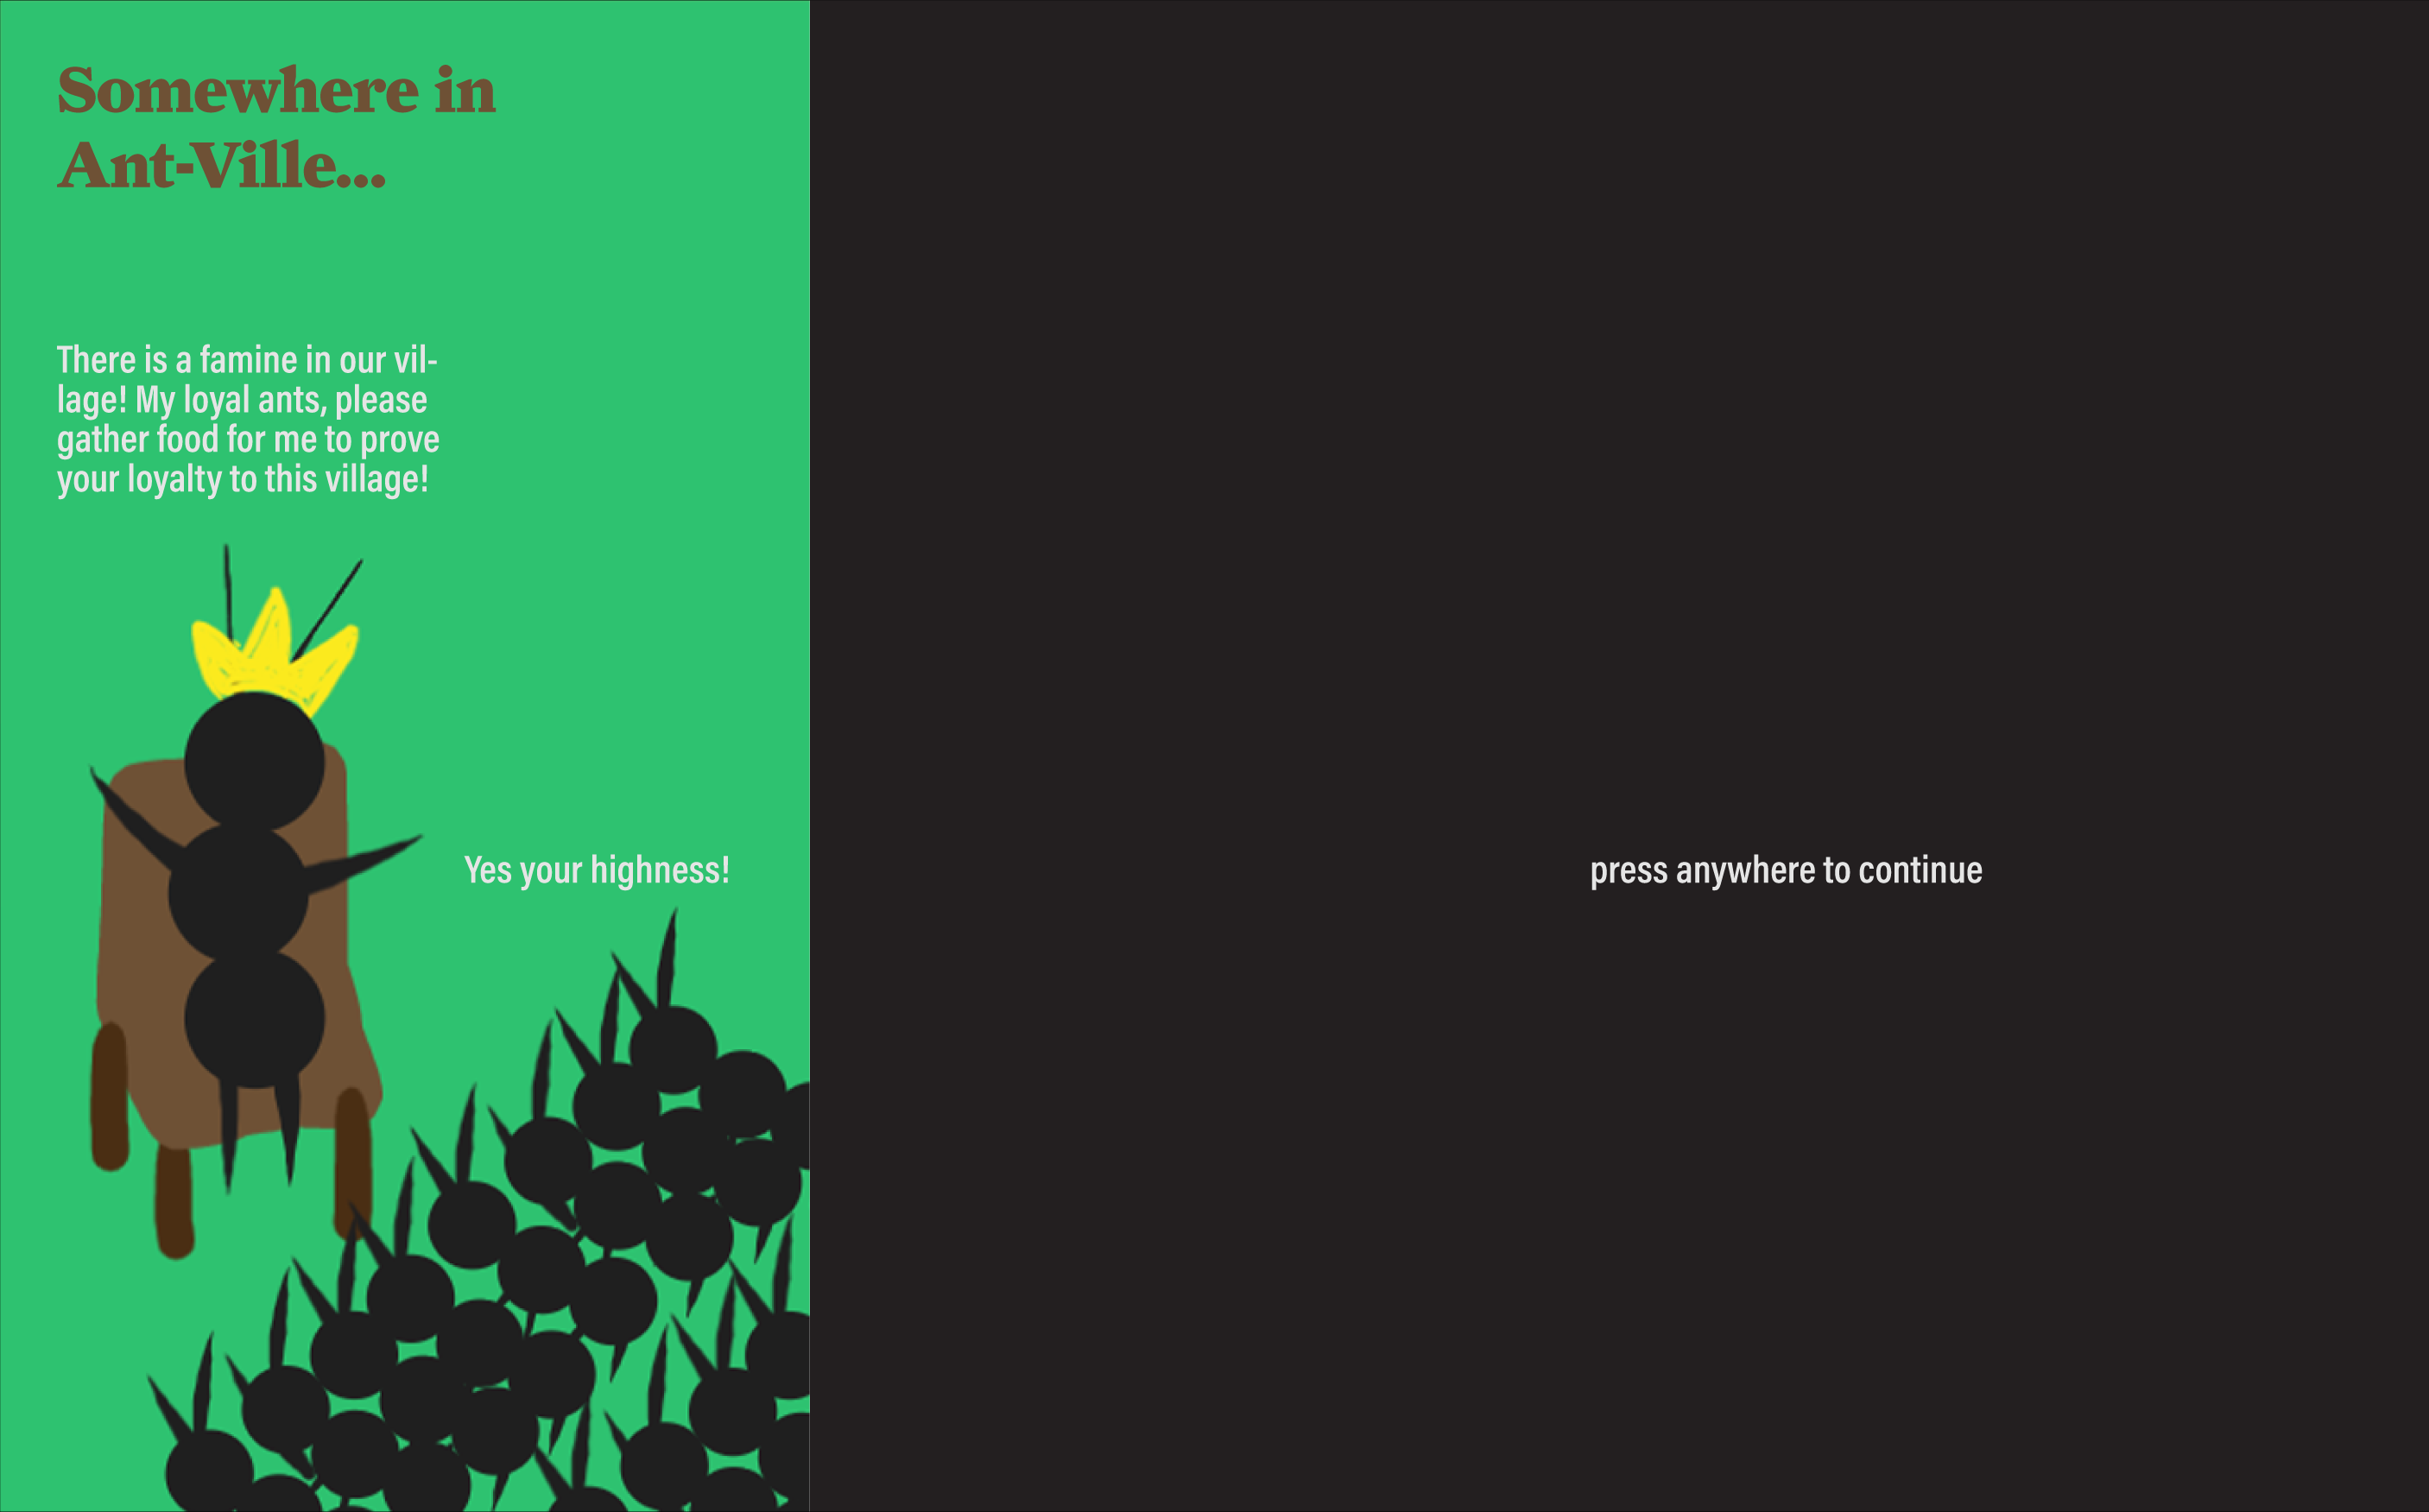 Somewhere in
Ant-Ville...
There is a famine in our vil-
lage! My loyal ants, please
gather food for me to prove
your loyalty to this village!
Yes your highness!
press anywhere to continue